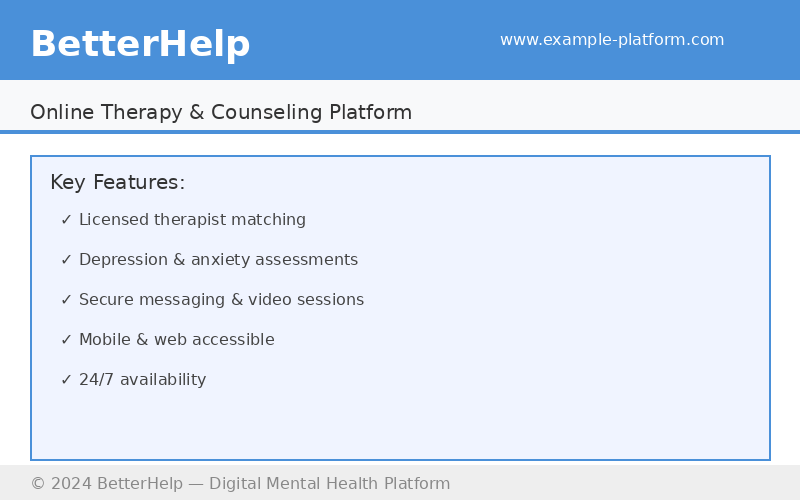 BetterHelp
www.example-platform.com
Online Therapy & Counseling Platform
Key Features:
✓ Licensed therapist matching
✓ Depression & anxiety assessments
✓ Secure messaging & video sessions
✓ Mobile & web accessible
✓ 24/7 availability
© 2024 BetterHelp — Digital Mental Health Platform